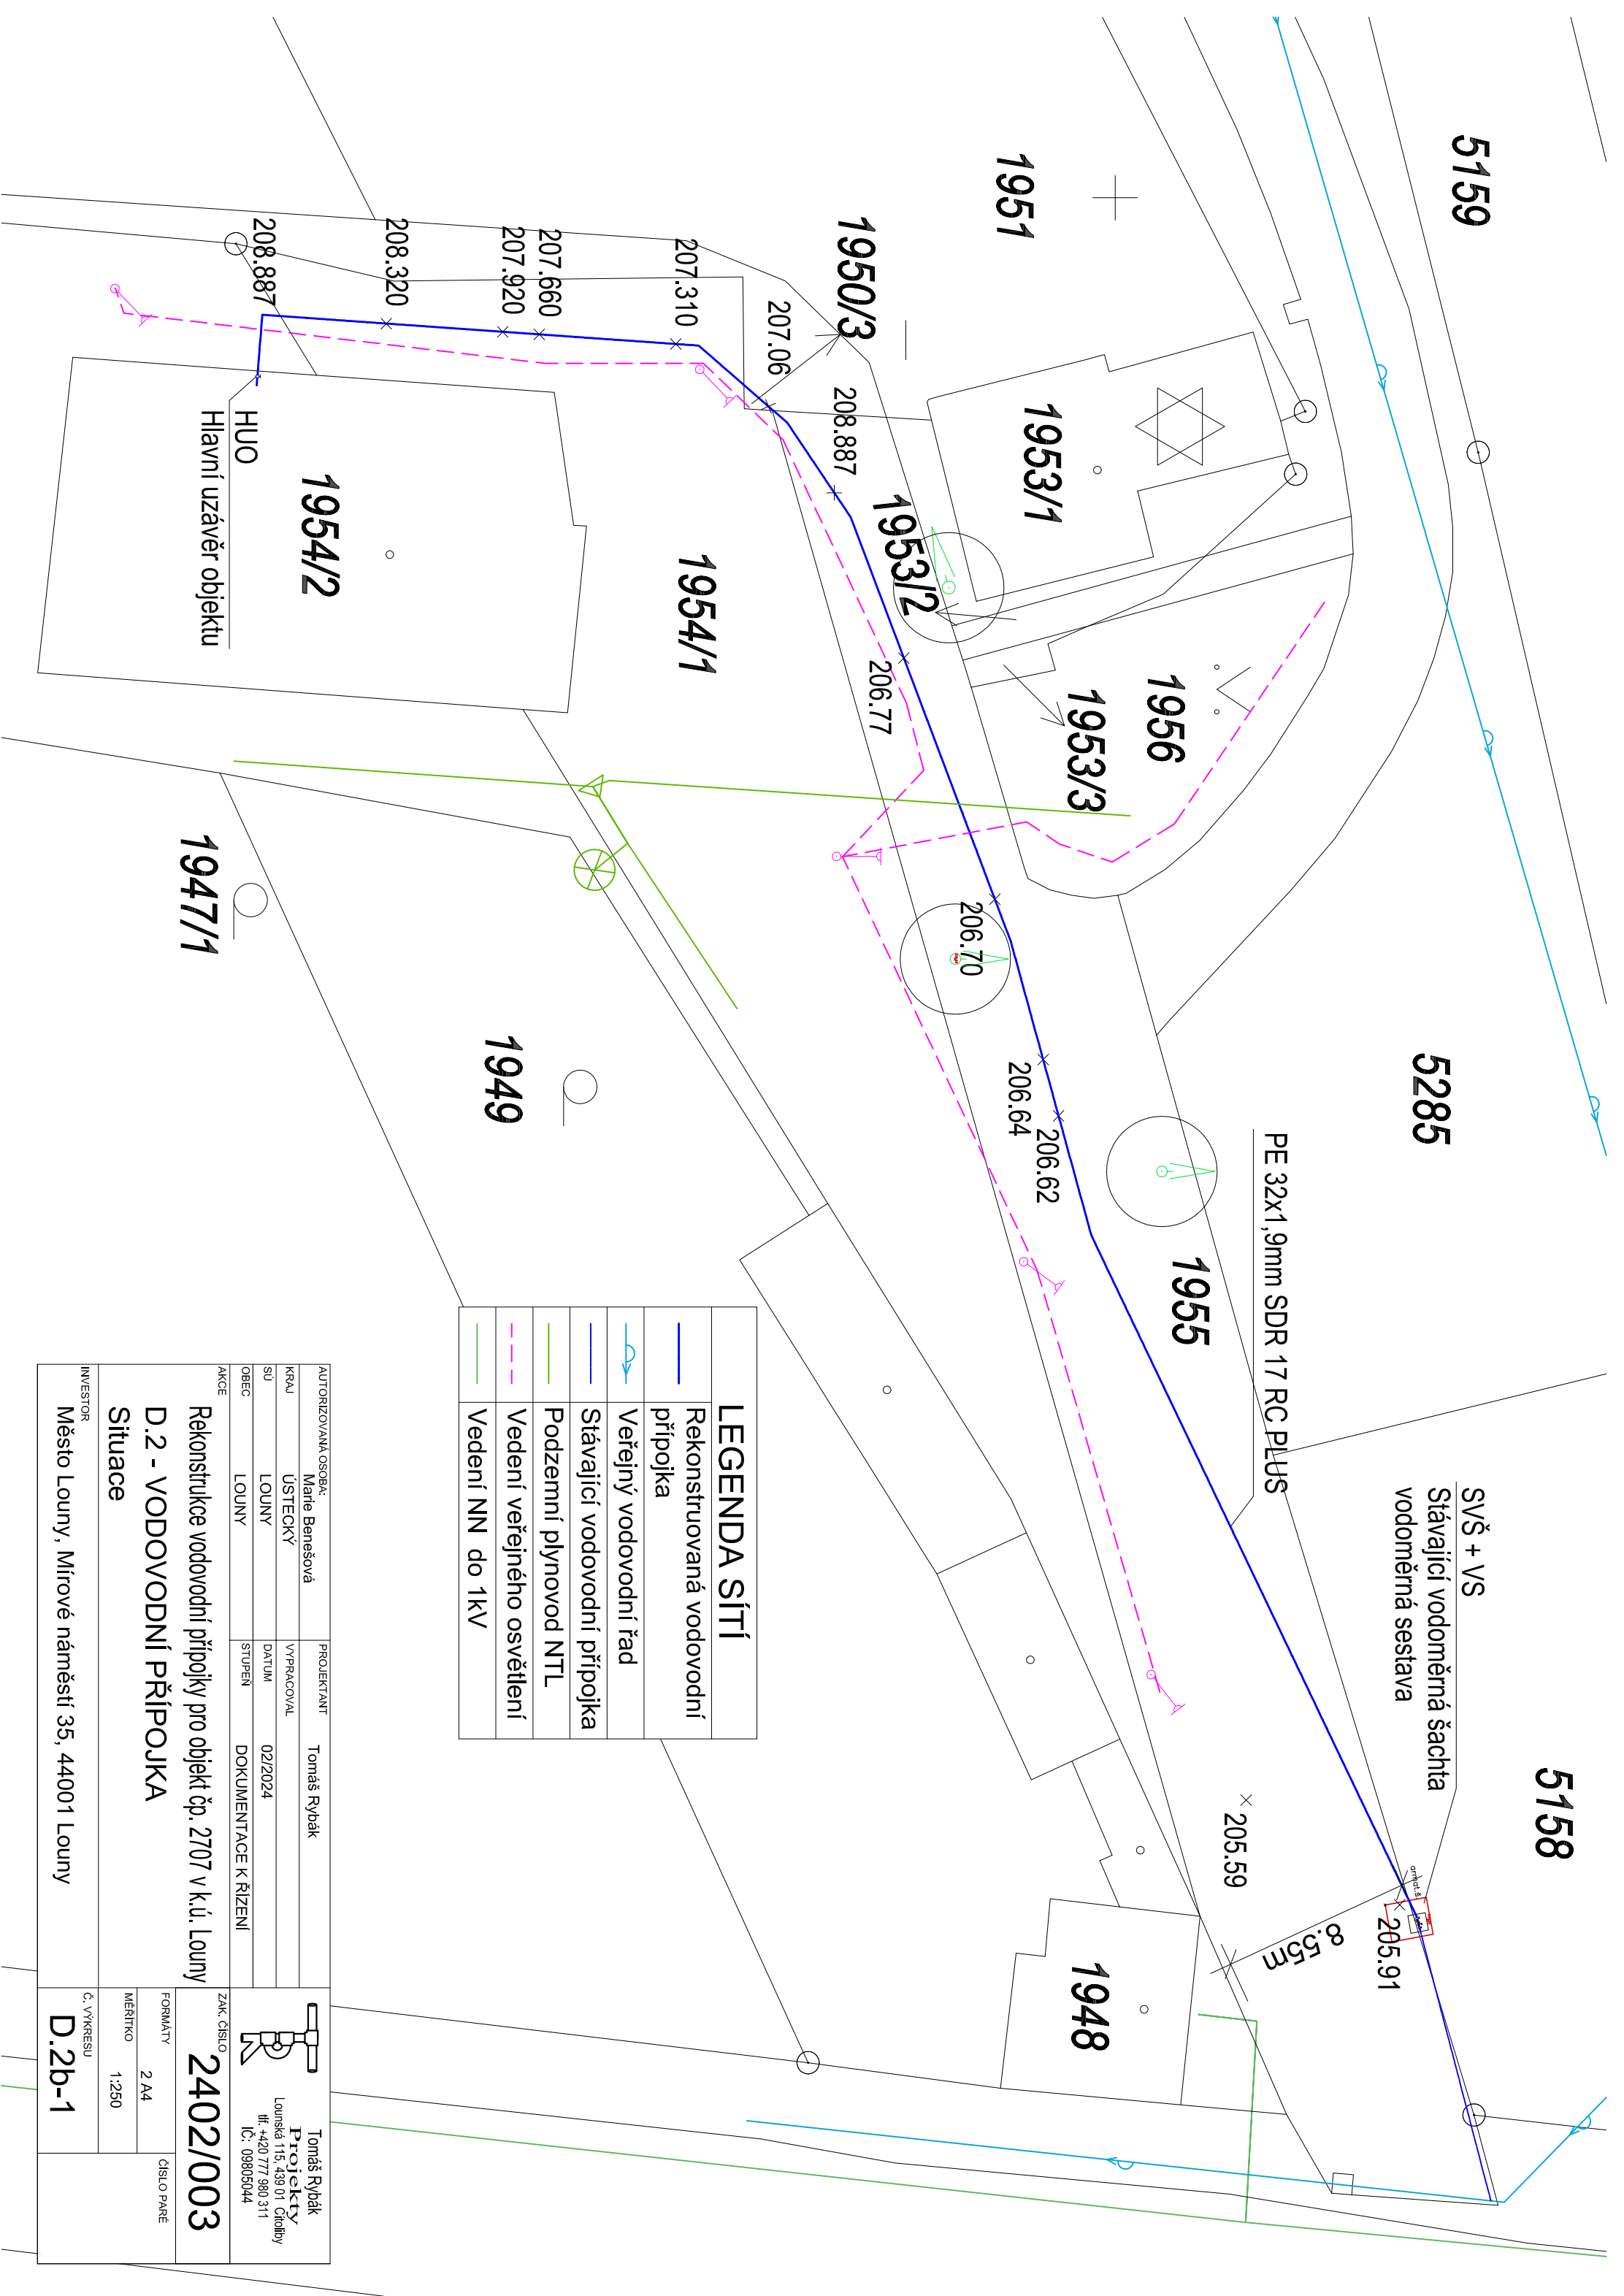 5159
1951
1950/3
1953/1
1953/2
1953/3
1956
5285
1955
5158
1954/1
1954/2
1947/1
1949
1948
208.887
208.320
207.920
207.660
207.310
207.06
208.887
206.77
206.70
206.64
206.62
205.59
205.91
8.55m
armat.š
HUO
Hlavní uzávěr objektu
PE 32x1,9mm SDR 17 RC PLUS
SVŠ + VS
Stávající vodoměrná šachta
vodoměrná sestava
LEGENDA SÍTÍ
Rekonstruovaná vodovodní
přípojka
Veřejný vodovodní řad
Stávající vodovodní přípojka
Podzemní plynovod NTL
Vedení veřejného osvětlení
Vedení NN do 1kV
AUTORIZOVANÁ OSOBA:
Marie Benešová
PROJEKTANT
Tomáš Rybák
KRAJ
ÚSTECKÝ
VYPRACOVAL
SÚ
LOUNY
DATUM
02/2024
OBEC
LOUNY
STUPEŇ
DOKUMENTACE K ŘÍZENÍ
AKCE
Rekonstrukce vodovodní přípojky pro objekt čp. 2707 v k.ú. Louny
D.2 - VODOVODNÍ PŘÍPOJKA
Situace
INVESTOR
Město Louny, Mírové náměstí 35, 44001 Louny
Tomáš Rybák
Projekty
Lounská 115, 439 01 Cítoliby
tlf. +420 777 980 311
IČ: 09805044
ZAK. ČÍSLO
2402/003
FORMÁTY
2 A4
MĚŘÍTKO
1:250
ČÍSLO PARÉ
Č. VÝKRESU
D.2b-1